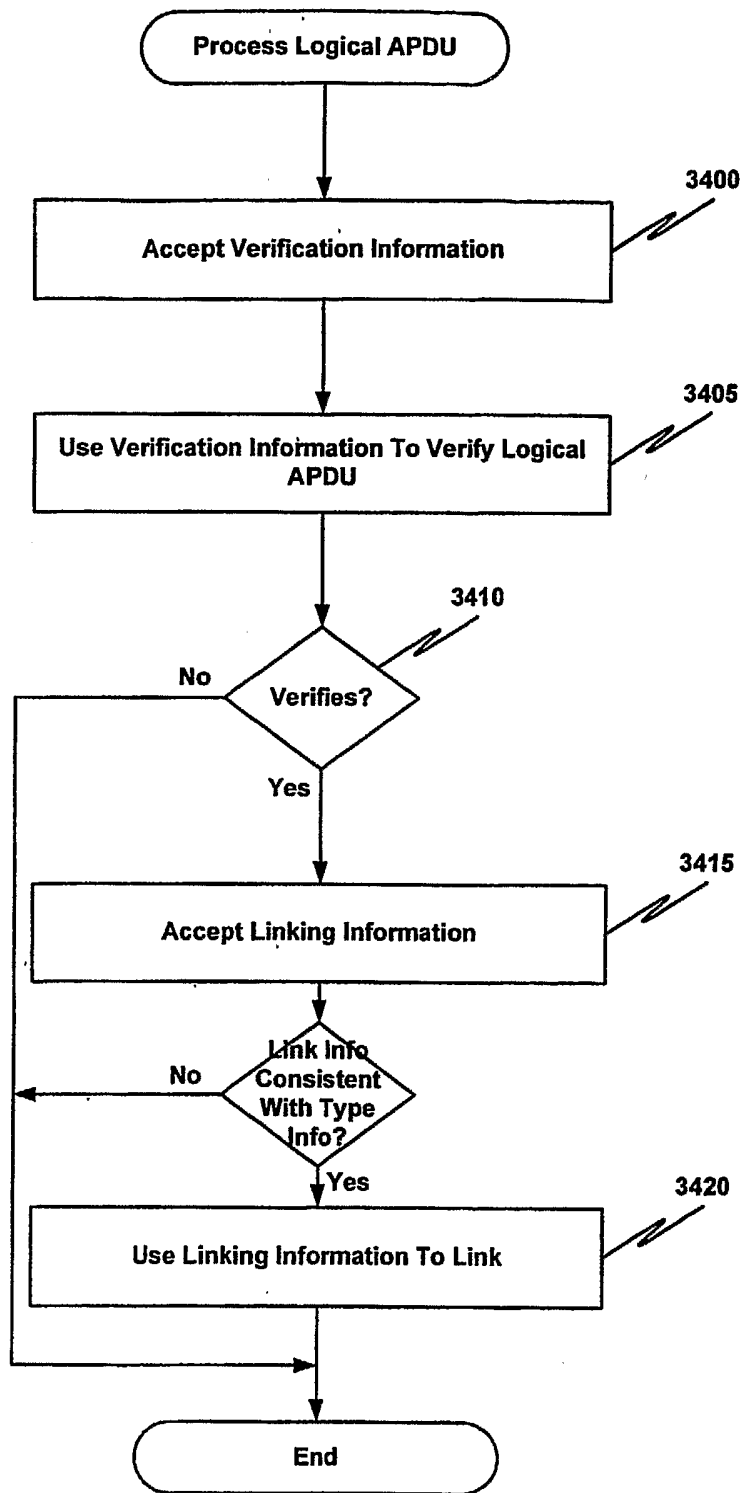 Process Logical APDU
3400
Accept Verification Information
3405
Use Verification Information To Verify Logical
APDU
3410
No
Verifies?
Yes
3415
Accept Linking Information
Link Info
No
Consistent
With Type
Info?
Yes
3420
Use Linking Information To Link
End